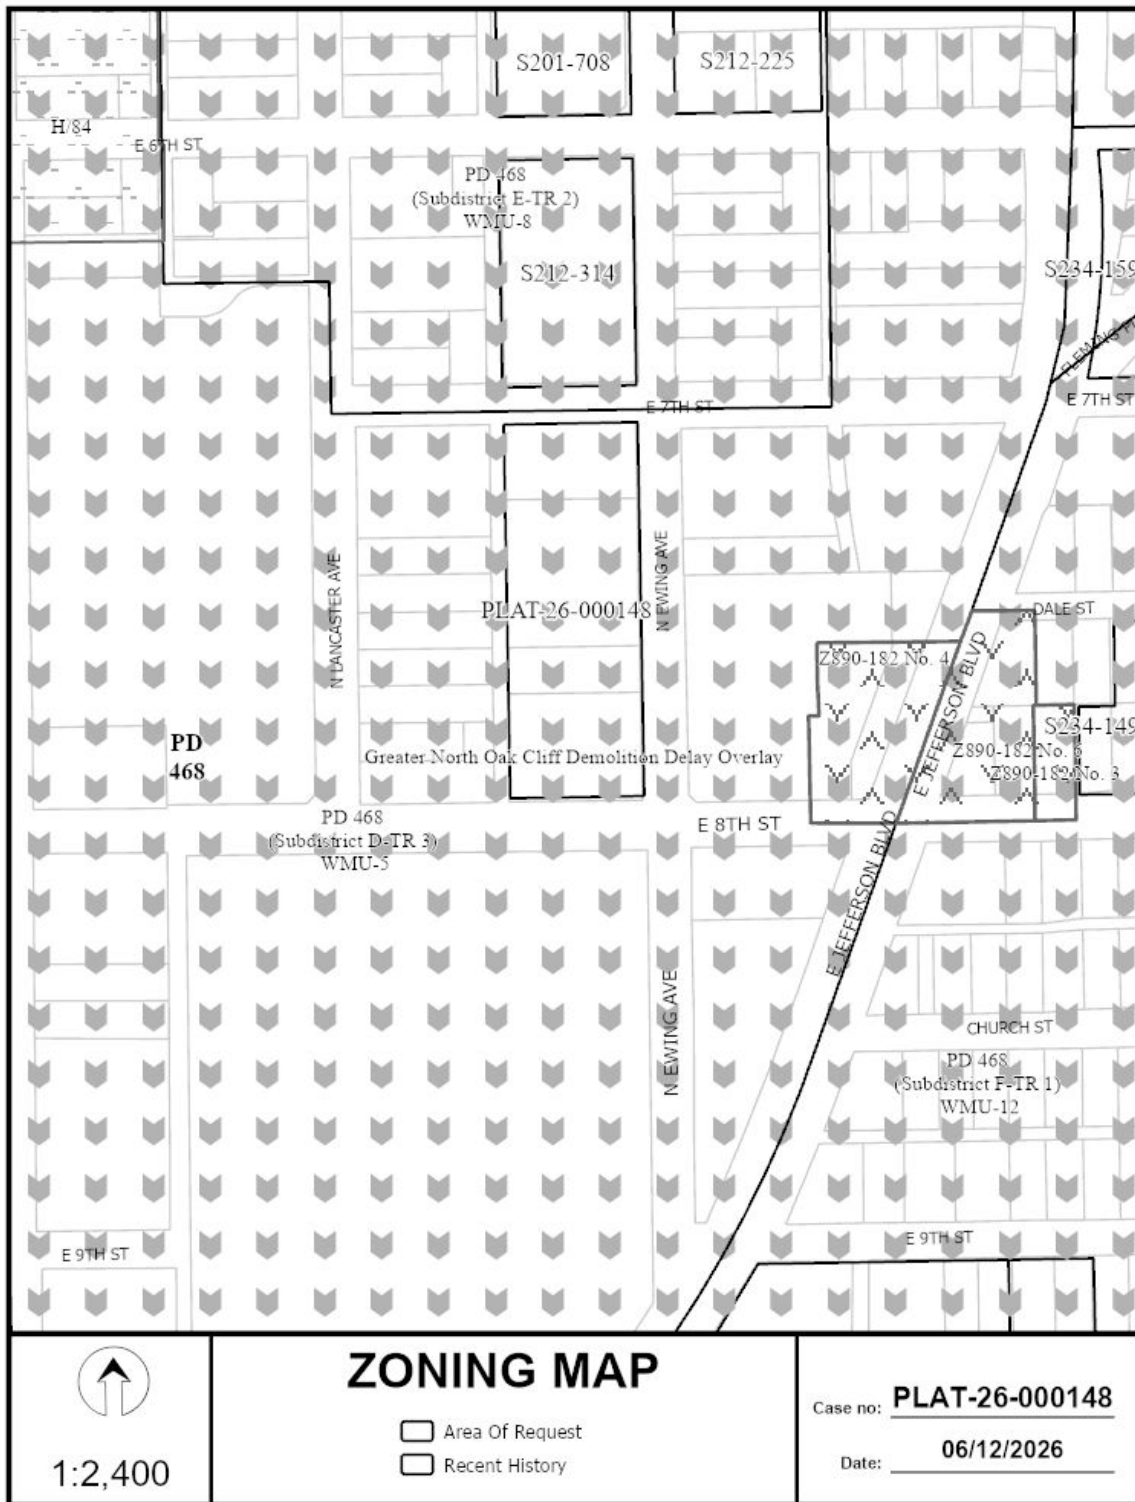 S201-708
S212-225
H/84
E 6TH ST
PD 468
(Subdistrict E-TR 2)
WMU-8
S212-314
S234-159
E 7TH ST
E 7TH ST
N LANCASTER AVE
N EWING AVE
PLAT-26-000148
DALE ST
Z890-182 No. 4
E JEFFERSON BLVD
S234-149
PD
468
Greater North Oak Cliff Demolition Delay Overlay
Z890-182 No.
Z890-182 No. 3
PD 468
(Subdistrict D-TR 3)
WMU-5
E 8TH ST
E JEFFERSON BLVD
N EWING AVE
CHURCH ST
PD 468
(Subdistrict F-TR 1)
WMU-12
E 9TH ST
E 9TH ST
1:2,400
ZONING MAP
Area Of Request
Recent History
Case no: PLAT-26-000148
Date: 06/12/2026